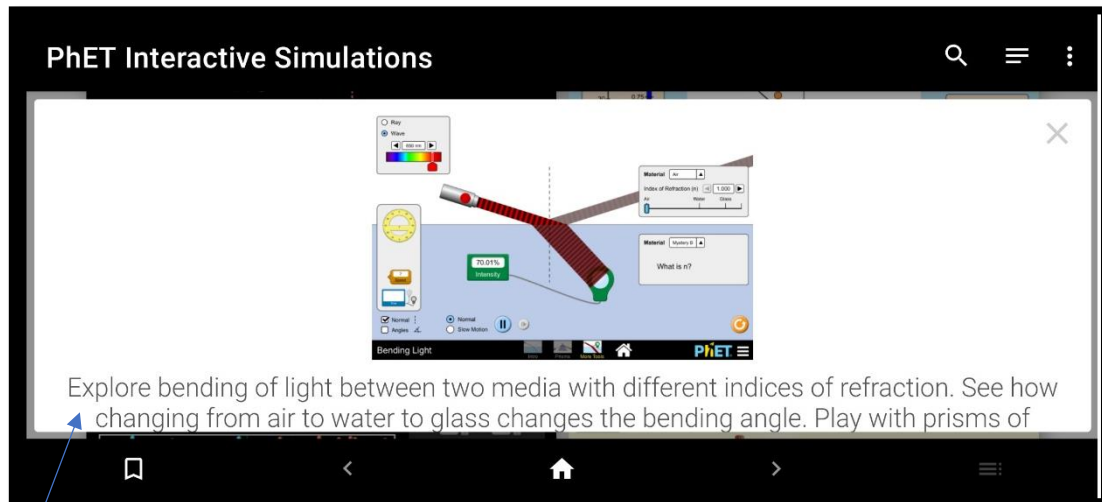 PhET Interactive Simulations
Ray
Wave
Material Air
Index of Refraction (n) 1.000
Air Water Glass
70.01%
Intensity
Material Mystery B
What is n?
Normal
Angles
Normal
Slow Motion
Bending Light
More Tools
PhET
Explore bending of light between two media with different indices of refraction. See how
changing from air to water to glass changes the bending angle. Play with prisms of